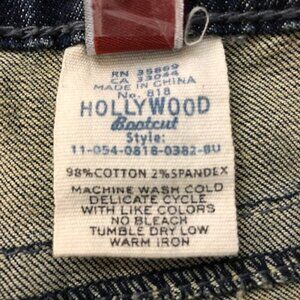 RN 35869
CA 33044
MADE IN CHINA
No. 818
HOLLYWOOD
Bootcut
Style:
11-054-0818-0382-BU
98%COTTON 2%SPANDEX
MACHINE WASH COLD
DELICATE CYCLE
WITH LIKE COLORS
NO BLEACH
TUMBLE DRY LOW
WARM IRON